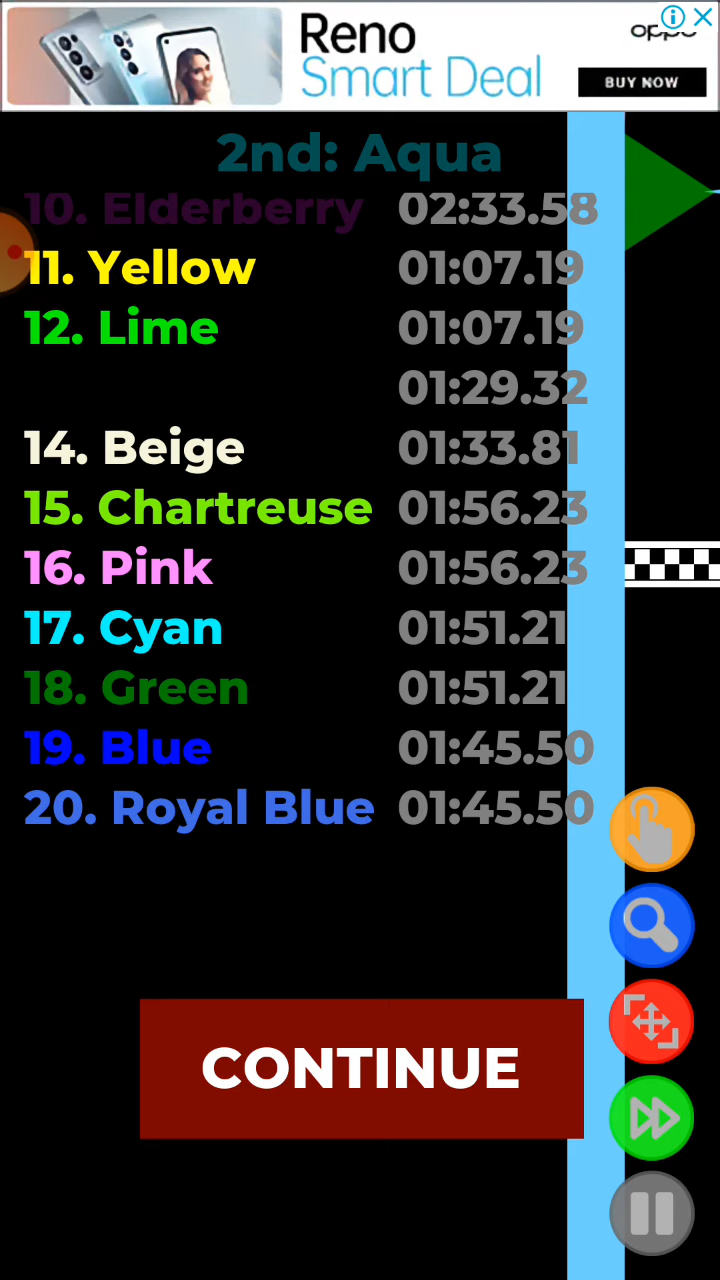 Reno
Smart Deal
oppo
BUY NOW
2nd: Aqua
10. Elderberry 02:33.58
11. Yellow 01:07.19
12. Lime 01:07.19
01:29.32
14. Beige 01:33.81
15. Chartreuse 01:56.23
16. Pink 01:56.23
17. Cyan 01:51.21
18. Green 01:51.21
19. Blue 01:45.50
20. Royal Blue 01:45.50
CONTINUE